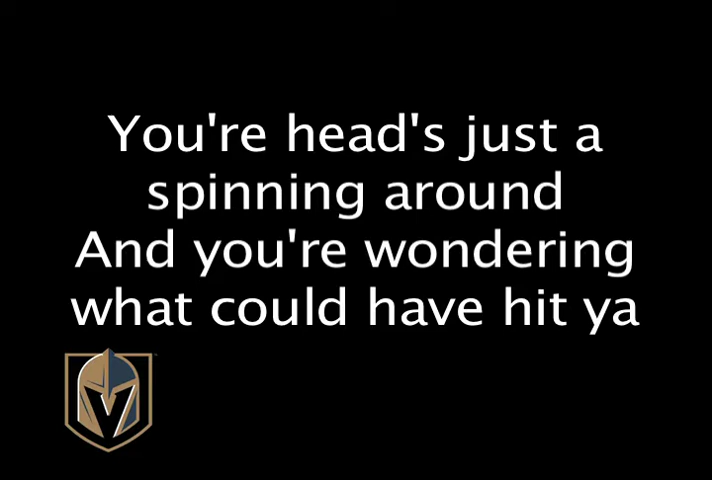 You're head's just a
spinning around
And you're wondering
what could have hit ya